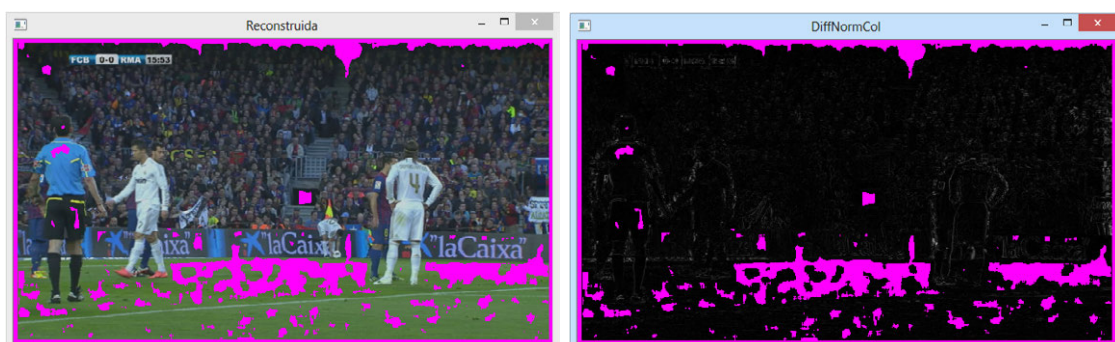 Reconstruida
DiffNormCol
FCB 0-0 RMA 15:53
4
"laCaixa"
"laCaixa"
"laCaixa"